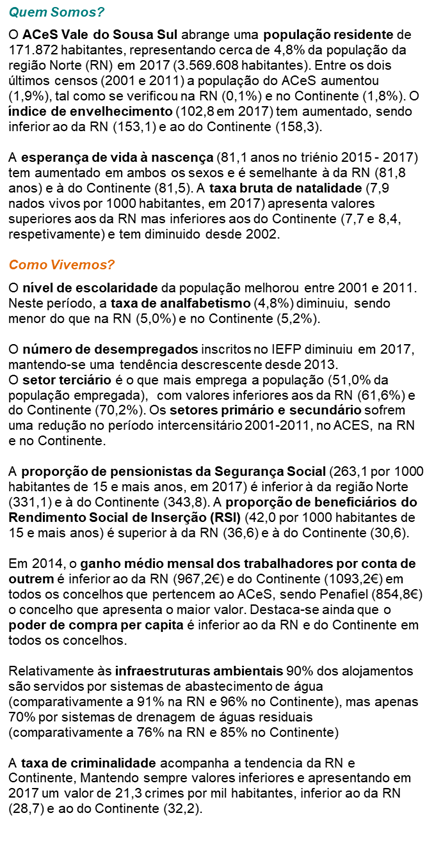 Quem Somos?
O ACeS Vale do Sousa Sul abrange uma população residente de
171.872 habitantes, representando cerca de 4,8% da população da
região Norte (RN) em 2017 (3.569.608 habitantes). Entre os dois
últimos censos (2001 e 2011) a população do ACeS aumentou
(1,9%), tal como se verificou na RN (0,1%) e no Continente (1,8%). O
índice de envelhecimento (102,8 em 2017) tem aumentado, sendo
inferior ao da RN (153,1) e ao do Continente (158,3).
A esperança de vida à nascença (81,1 anos no triénio 2015 - 2017)
tem aumentado em ambos os sexos e é semelhante à da RN (81,8
anos) e à do Continente (81,5). A taxa bruta de natalidade (7,9
nados vivos por 1000 habitantes, em 2017) apresenta valores
superiores aos da RN mas inferiores aos do Continente (7,7 e 8,4,
respetivamente) e tem diminuido desde 2002.
Como Vivemos?
O nível de escolaridade da população melhorou entre 2001 e 2011.
Neste período, a taxa de analfabetismo (4,8%) diminuiu, sendo
menor do que na RN (5,0%) e no Continente (5,2%).
O número de desempregados inscritos no IEFP diminuiu em 2017,
mantendo-se uma tendência descrescente desde 2013.
O setor terciário é o que mais emprega a população (51,0% da
população empregada), com valores inferiores aos da RN (61,6%) e
do Continente (70,2%). Os setores primário e secundário sofrem
uma redução no período intercensitário 2001-2011, no ACES, na RN
e no Continente.
A proporção de pensionistas da Segurança Social (263,1 por 1000
habitantes de 15 e mais anos, em 2017) é inferior à da região Norte
(331,1) e à do Continente (343,8). A proporção de beneficiários do
Rendimento Social de Inserção (RSI) (42,0 por 1000 habitantes de
15 e mais anos) é superior à da RN (36,6) e à do Continente (30,6).
Em 2014, o ganho médio mensal dos trabalhadores por conta de
outrem é inferior ao da RN (967,2€) e do Continente (1093,2€) em
todos os concelhos que pertencem ao ACeS, sendo Penafiel (854,8€)
o concelho que apresenta o maior valor. Destaca-se ainda que o
poder de compra per capita é inferior ao da RN e do Continente em
todos os concelhos.
Relativamente às infraestruturas ambientais 90% dos alojamentos
são servidos por sistemas de abastecimento de água
(comparativamente a 91% na RN e 96% no Continente), mas apenas
70% por sistemas de drenagem de águas residuais
(comparativamente a 76% na RN e 85% no Continente)
A taxa de criminalidade acompanha a tendencia da RN e
Continente, Mantendo sempre valores inferiores e apresentando em
2017 um valor de 21,3 crimes por mil habitantes, inferior ao da RN
(28,7) e ao do Continente (32,2).